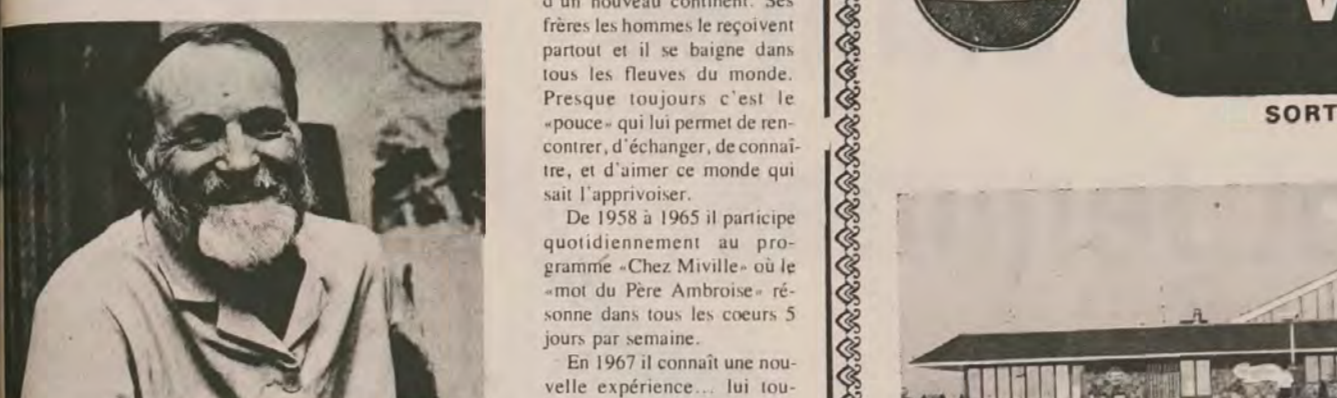 d'un nouveau continent. Ses
frères les hommes le reçoivent
partout et il se baigne dans
tous les fleuves du monde.
Presque toujours c'est le
«pouce» qui lui permet de ren-
contrer, d'échanger, de connaî-
tre, et d'aimer ce monde qui
sait l'apprivoiser.
De 1958 à 1965 il participe
quotidiennement au pro-
gramme «Chez Miville» où le
«mot du Père Ambroise» ré-
sonne dans tous les coeurs 5
jours par semaine.
En 1967 il connaît une nou-
velle expérience... lui tou-
SORT